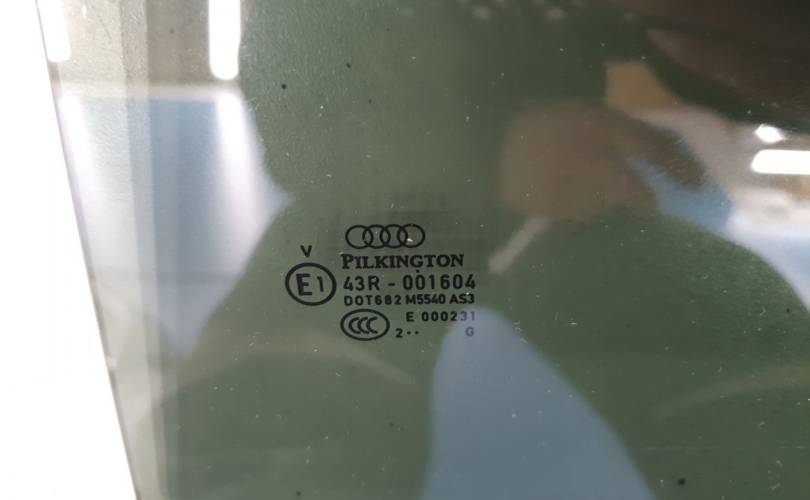 V
PILKINGTON
E1 43R - 001604
DOT682 M5540 AS3
CCC E 000231
2·· G